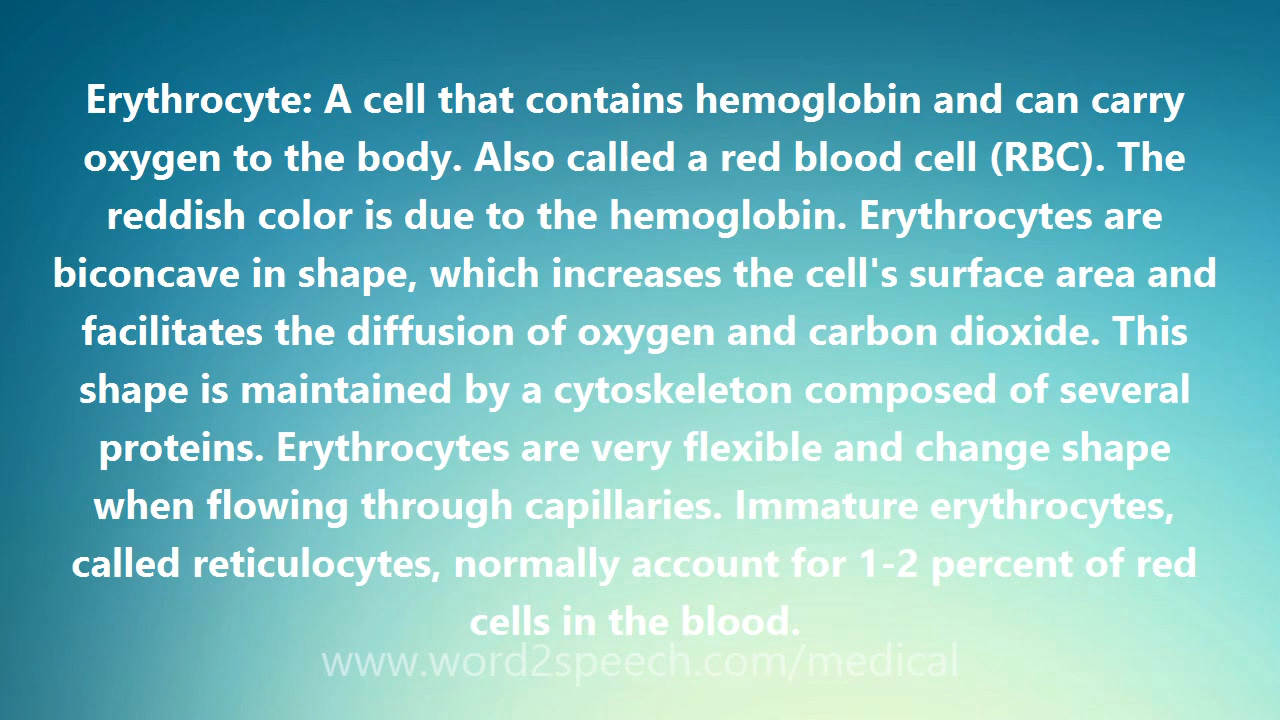 Erythrocyte: A cell that contains hemoglobin and can carry
oxygen to the body. Also called a red blood cell (RBC). The
reddish color is due to the hemoglobin. Erythrocytes are
biconcave in shape, which increases the cell's surface area and
facilitates the diffusion of oxygen and carbon dioxide. This
shape is maintained by a cytoskeleton composed of several
proteins. Erythrocytes are very flexible and change shape
when flowing through capillaries. Immature erythrocytes,
called reticulocytes, normally account for 1-2 percent of red
cells in the blood.
www.word2speech.com/medical